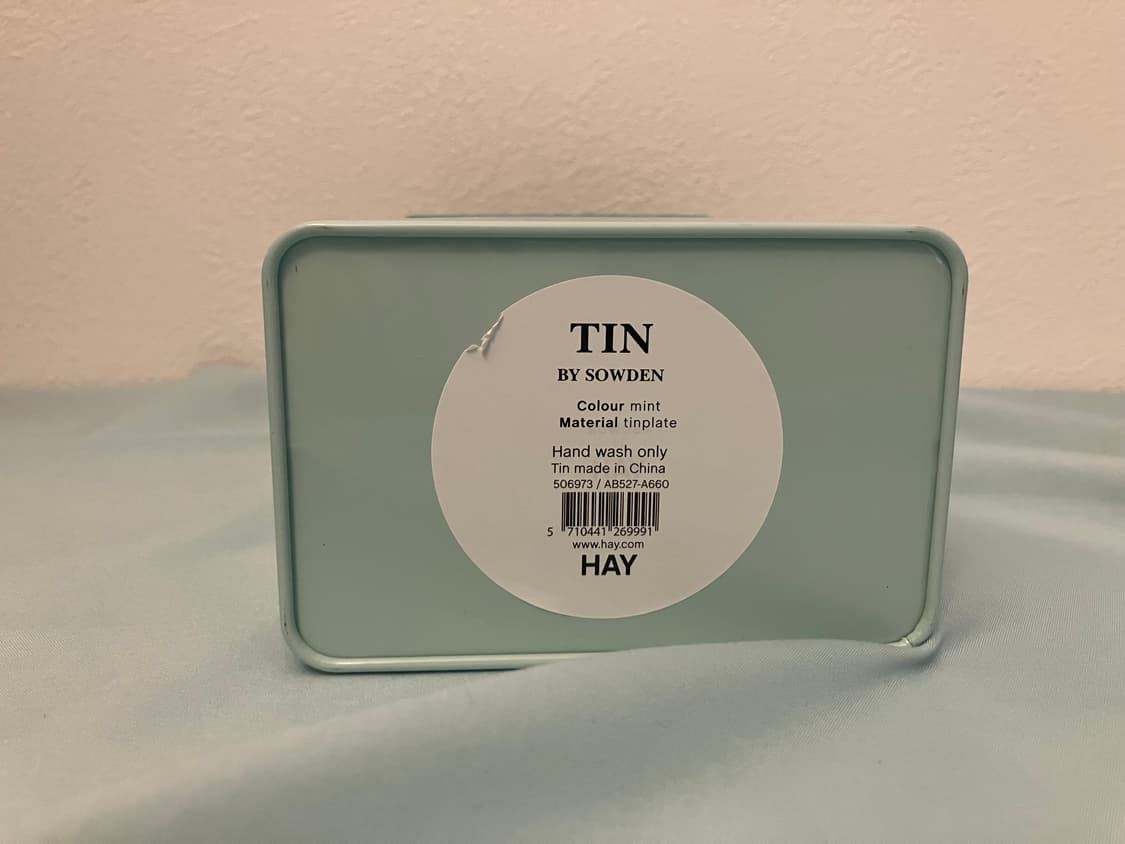 TIN
BY SOWDEN
Colour mint
Material tinplate
Hand wash only
Tin made in China
506973 / AB527-A660
5 710441 269991
www.hay.com
HAY